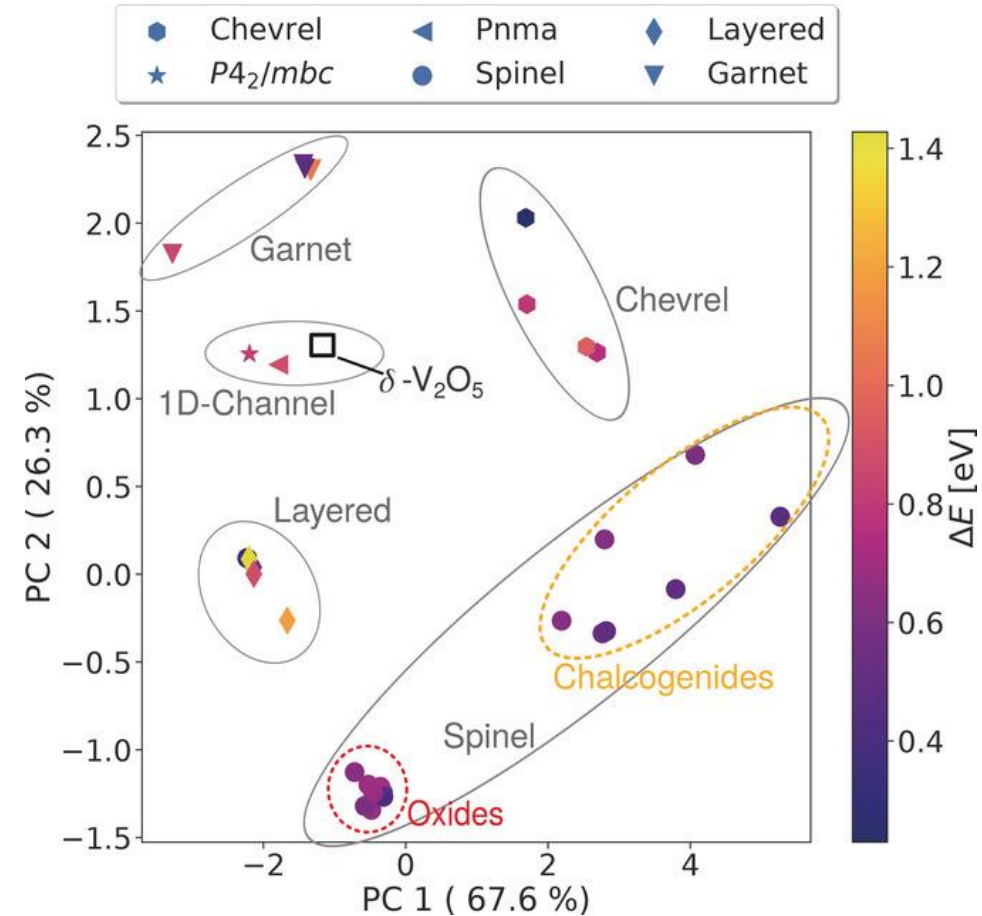 Chevrel Pnma Layered
P4₂/mbc Spinel Garnet
2.5
2.0
1.5
1.0
0.5
0.0
−0.5
−1.0
−1.5
PC 2 ( 26.3 %)
Garnet
Chevrel
δ -V₂O₅
1D-Channel
Layered
Chalcogenides
Spinel
Oxides
−2 0 2 4
PC 1 ( 67.6 %)
1.4
1.2
1.0
0.8
0.6
0.4
ΔE [eV]